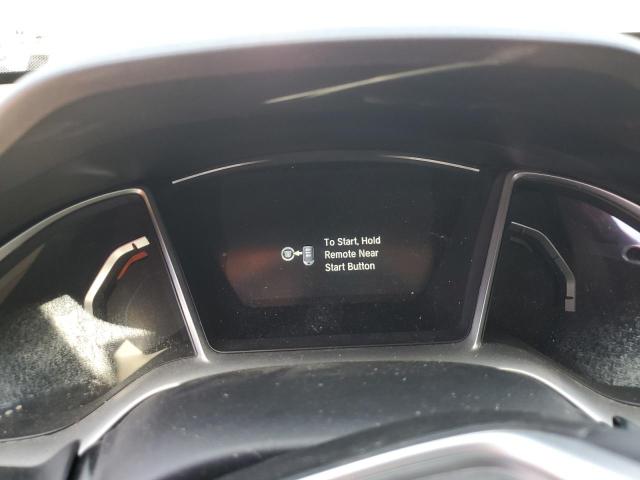 To Start, Hold
Remote Near
Start Button